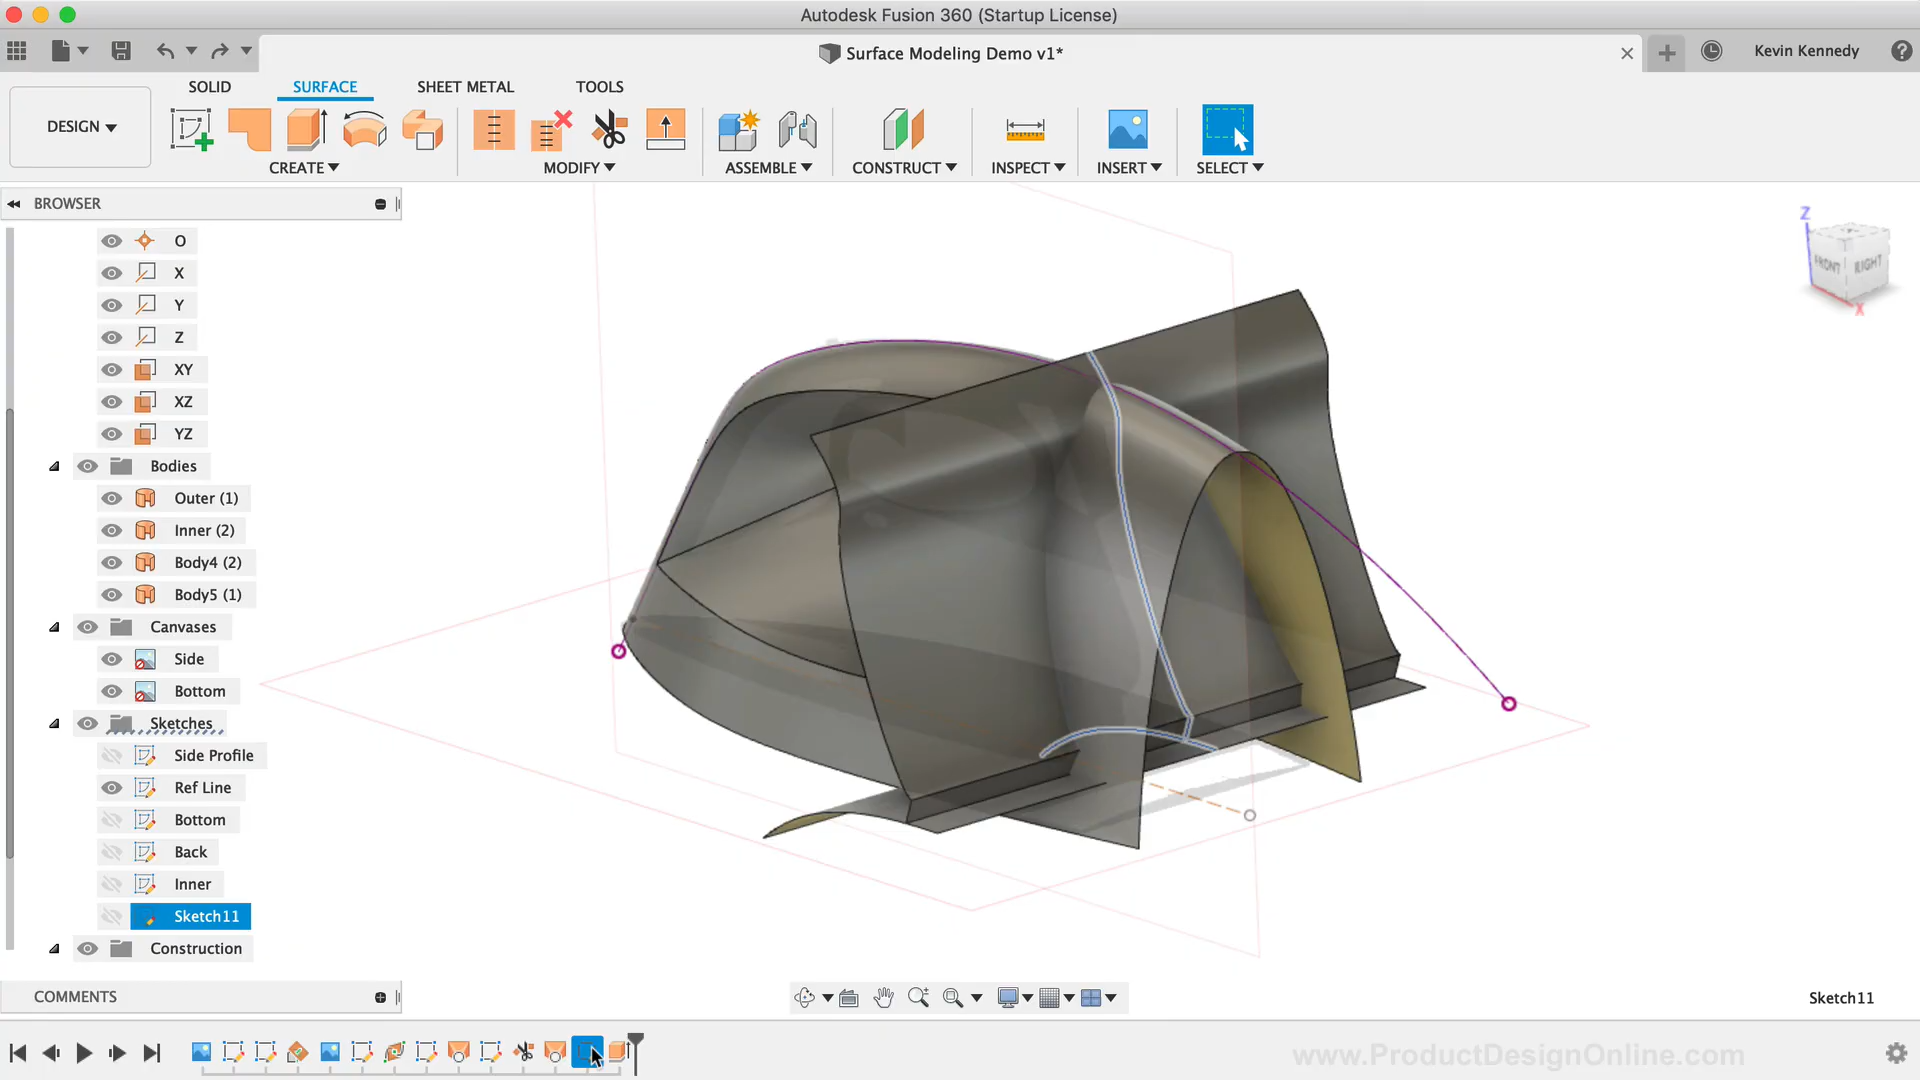 Autodesk Fusion 360 (Startup License)
Surface Modeling Demo v1*
Kevin Kennedy
SOLID SURFACE SHEET METAL TOOLS
DESIGN
CREATE MODIFY ASSEMBLE CONSTRUCT INSPECT INSERT SELECT
BROWSER
O
X
Y
Z
XY
XZ
YZ
Bodies
Outer (1)
Inner (2)
Body4 (2)
Body5 (1)
Canvases
Side
Bottom
Sketches
Side Profile
Ref Line
Bottom
Back
Inner
Sketch11
Construction
Z
FRONT RIGHT
X
COMMENTS
Sketch11
www.ProductDesignOnline.com